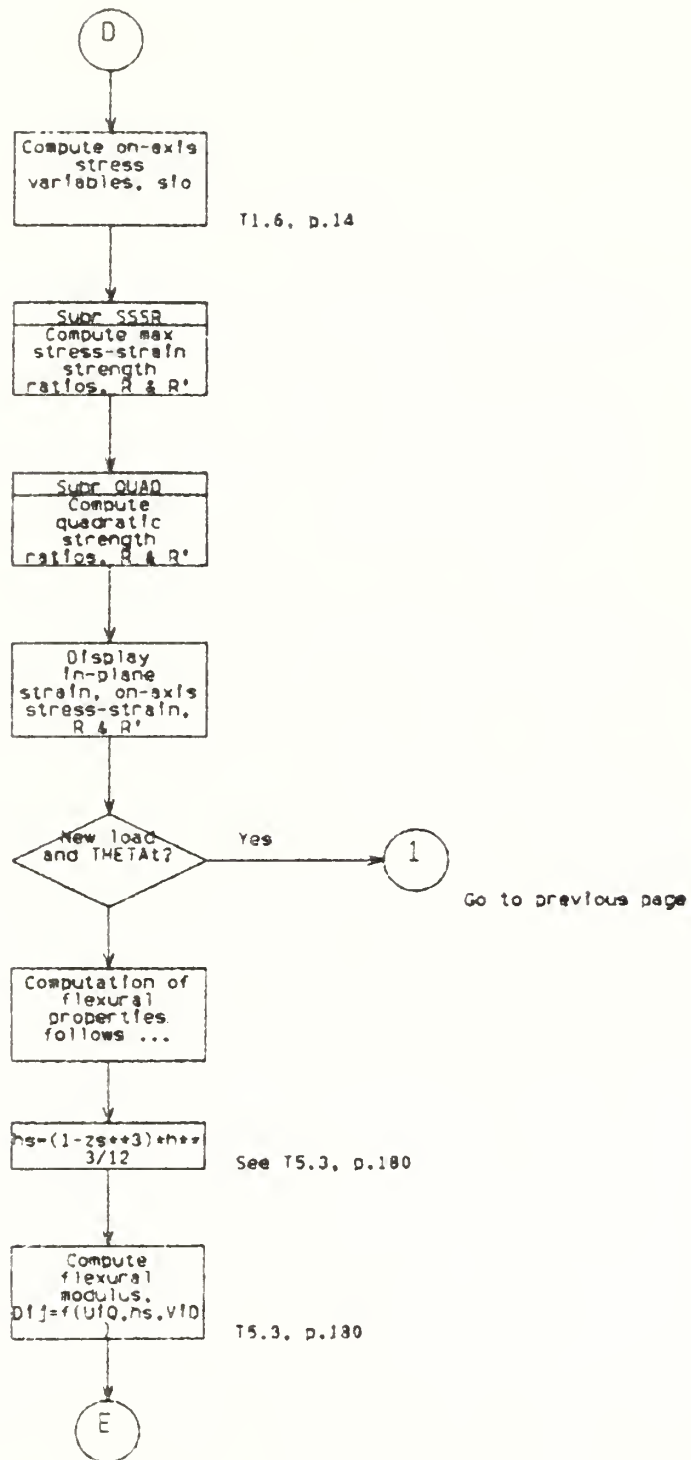 D
Compute on-axis
stress
variables, sio
T1.6, p.14
Subr SSSR
Compute max
stress-strain
strength
ratios, R & R'
Subr QUAD
Compute
quadratic
strength
ratios, R & R'
Display
in-plane
strain, on-axis
stress-strain,
R & R'
New load
and THETAt?
Yes
1
Go to previous page
Computation of
flexural
properties
follows ...
hs=(1-zs**3)*h**
3/12
See T5.3, p.180
Compute
flexural
modulus,
Dij=f(UiQ,hs,ViD
T5.3, p.180
E